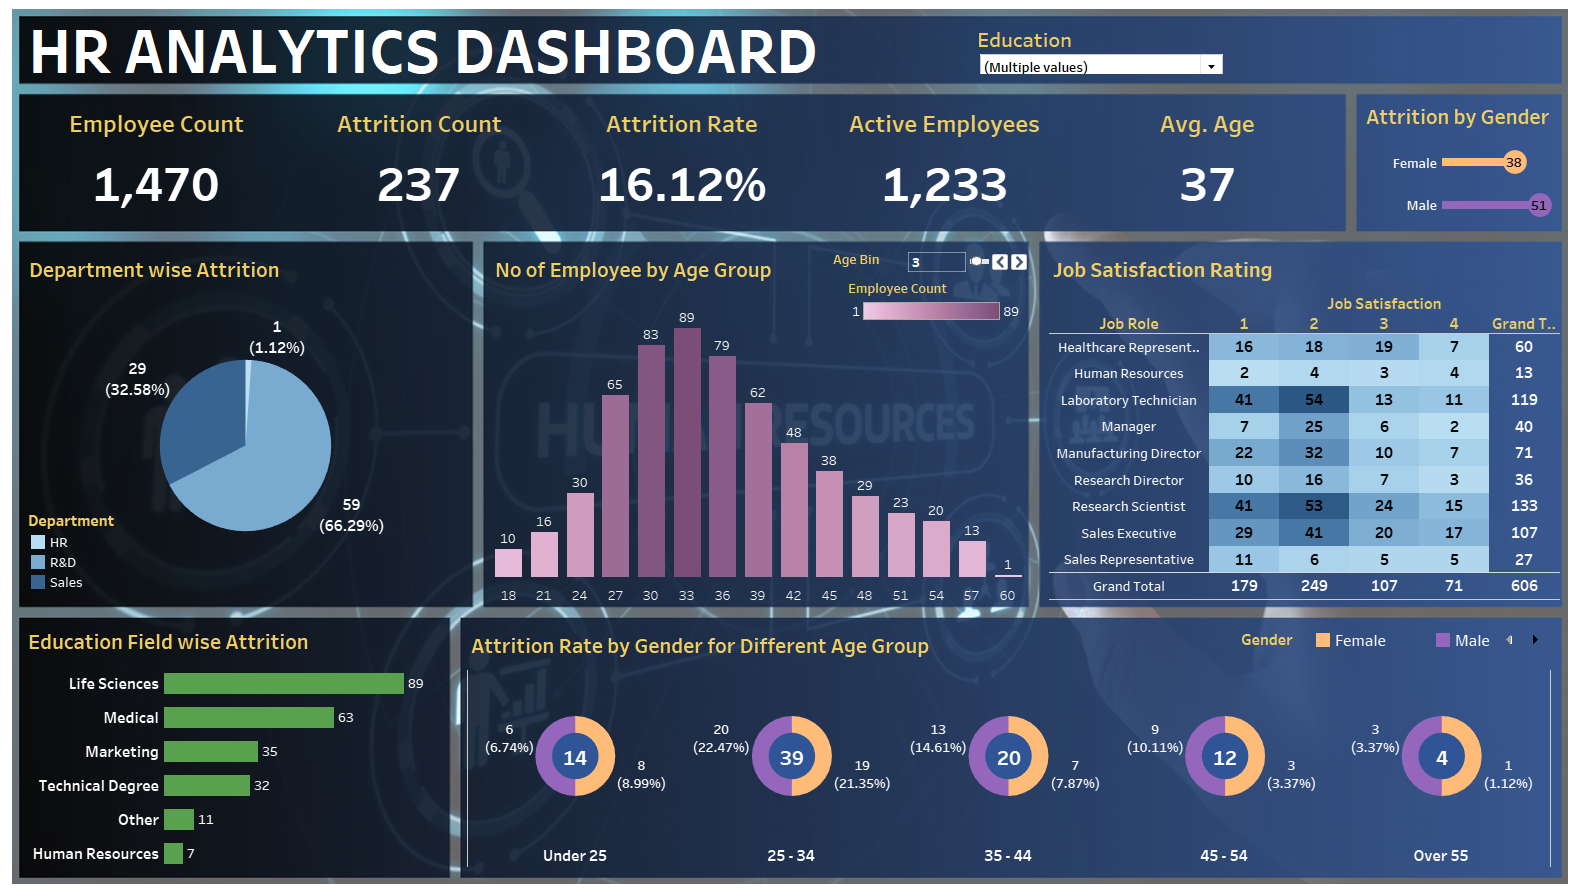 HR ANALYTICS DASHBOARD
Education
(Multiple values)
Employee Count
Attrition Count
Attrition Rate
Active Employees
Avg. Age
1,470
237
16.12%
1,233
37
Attrition by Gender
Female 38
Male 51
Department wise Attrition
1
(1.12%)
29
(32.58%)
59
(66.29%)
Department
HR
R&D
Sales
No of Employee by Age Group
Age Bin 3
Employee Count
1 89
10 16 30 65 83 89 79 62 48 38 29 23 20 13 1
18 21 24 27 30 33 36 39 42 45 48 51 54 57 60
HUMAN RESOURCES
Job Satisfaction Rating
Job Satisfaction
Job Role 1 2 3 4 Grand T..
Healthcare Represent.. 16 18 19 7 60
Human Resources 2 4 3 4 13
Laboratory Technician 41 54 13 11 119
Manager 7 25 6 2 40
Manufacturing Director 22 32 10 7 71
Research Director 10 16 7 3 36
Research Scientist 41 53 24 15 133
Sales Executive 29 41 20 17 107
Sales Representative 11 6 5 5 27
Grand Total 179 249 107 71 606
Education Field wise Attrition
Life Sciences 89
Medical 63
Marketing 35
Technical Degree 32
Other 11
Human Resources 7
Attrition Rate by Gender for Different Age Group
Gender Female Male
6
(6.74%)
14
8
(8.99%)
Under 25
20
(22.47%)
39
19
(21.35%)
25 - 34
13
(14.61%)
20
7
(7.87%)
35 - 44
9
(10.11%)
12
3
(3.37%)
45 - 54
3
(3.37%)
4
1
(1.12%)
Over 55